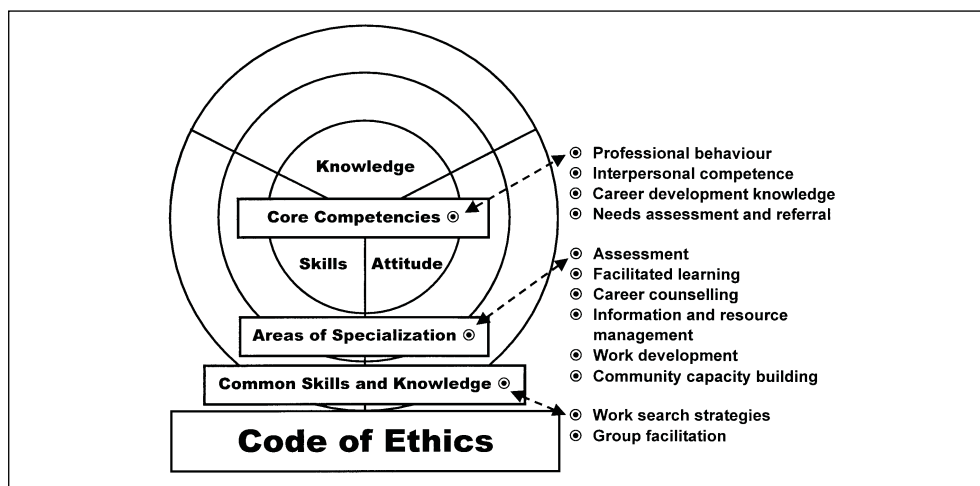 Knowledge
Core Competencies
Skills
Attitude
Areas of Specialization
Common Skills and Knowledge
Code of Ethics
Professional behaviour
Interpersonal competence
Career development knowledge
Needs assessment and referral
Assessment
Facilitated learning
Career counselling
Information and resource
management
Work development
Community capacity building
Work search strategies
Group facilitation